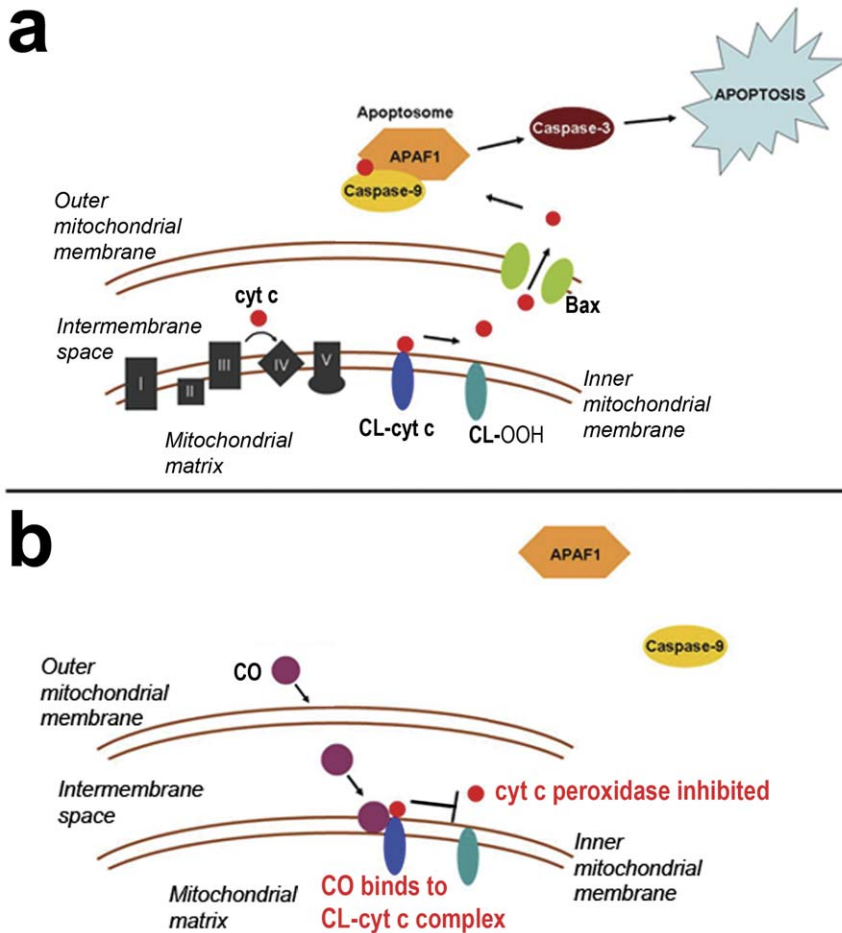 a
APOPTOSIS
Apoptosome
Caspase-3
APAF1
Caspase-9
Outer
mitochondrial
membrane
cyt c
Bax
Intermembrane
space
I
II
III
IV
V
Inner
mitochondrial
membrane
CL-cyt c
CL-OOH
Mitochondrial
matrix
b
APAF1
Caspase-9
Outer
mitochondrial
membrane
CO
Intermembrane
space
cyt c peroxidase inhibited
Inner
mitochondrial
membrane
Mitochondrial
matrix
CO binds to
CL-cyt c complex